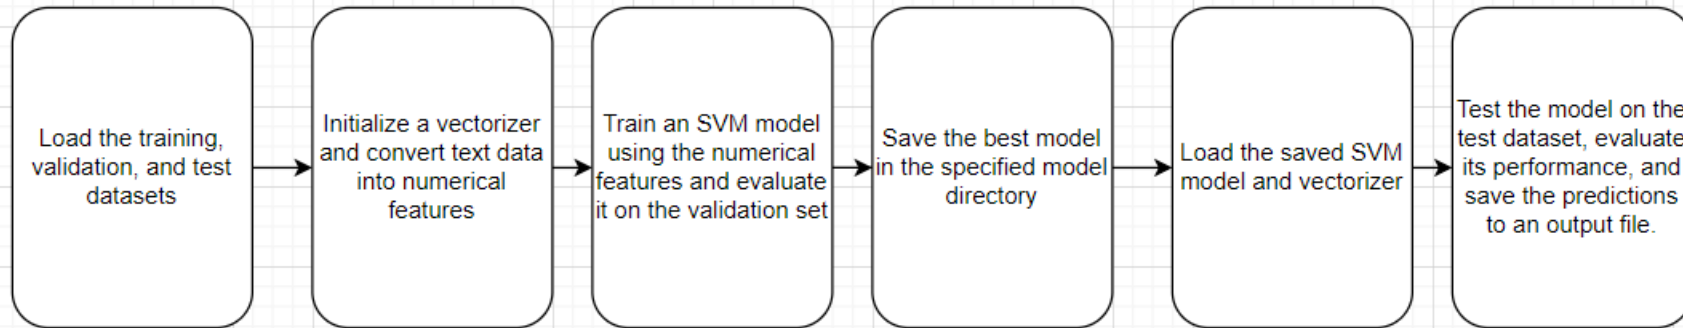 Load the training,
validation, and test
datasets
Initialize a vectorizer
and convert text data
into numerical
features
Train an SVM model
using the numerical
features and evaluate
it on the validation set
Save the best model
in the specified model
directory
Load the saved SVM
model and vectorizer
Test the model on the
test dataset, evaluate
its performance, and
save the predictions
to an output file.